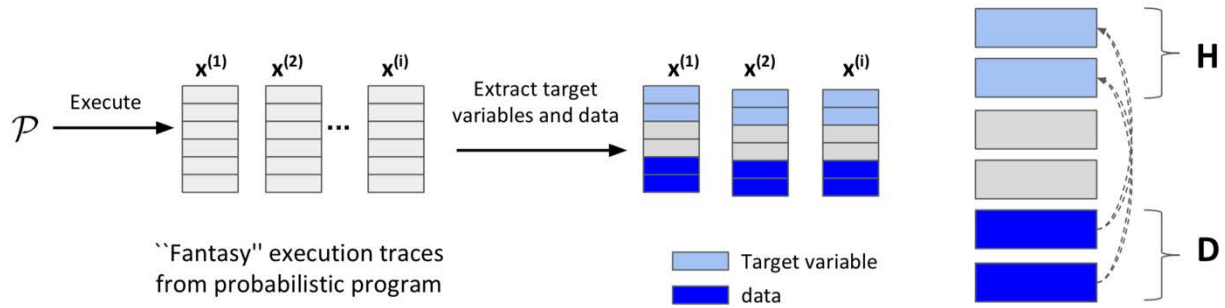 𝒫
Execute
x(1) x(2) x(i)
...
``Fantasy'' execution traces
from probabilistic program
Extract target
variables and data
x(1) x(2) x(i)
Target variable
data
H
D